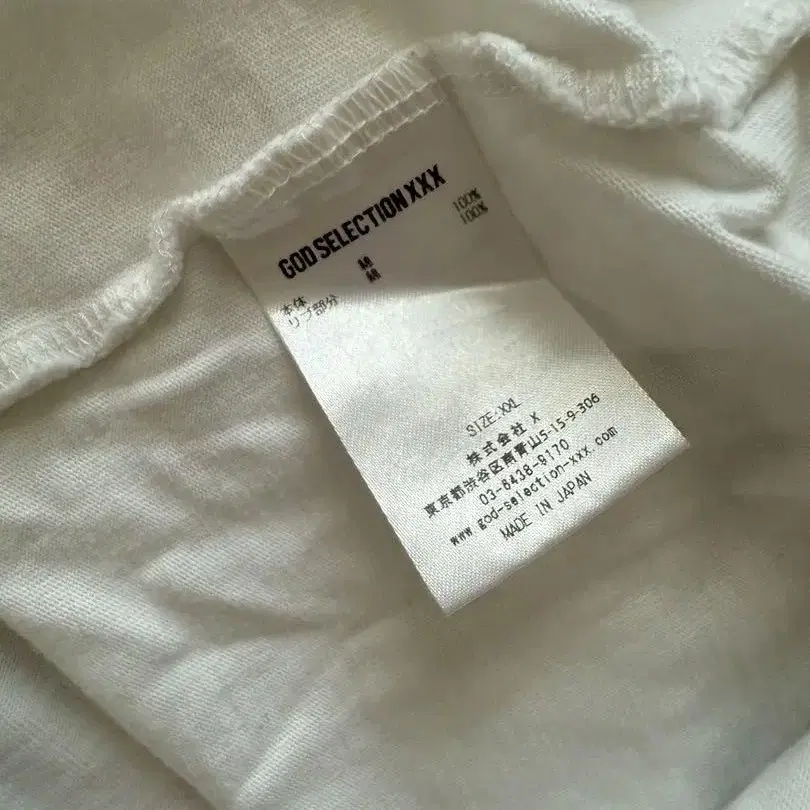 GOD SELECTION XXX
本体 綿 100%
リブ部分 綿 100%
SIZE:XXL
株式会社 X
東京都渋谷区南青山5-15-9-306
03-6438-9170
www.god-selection-xxx.com
MADE IN JAPAN